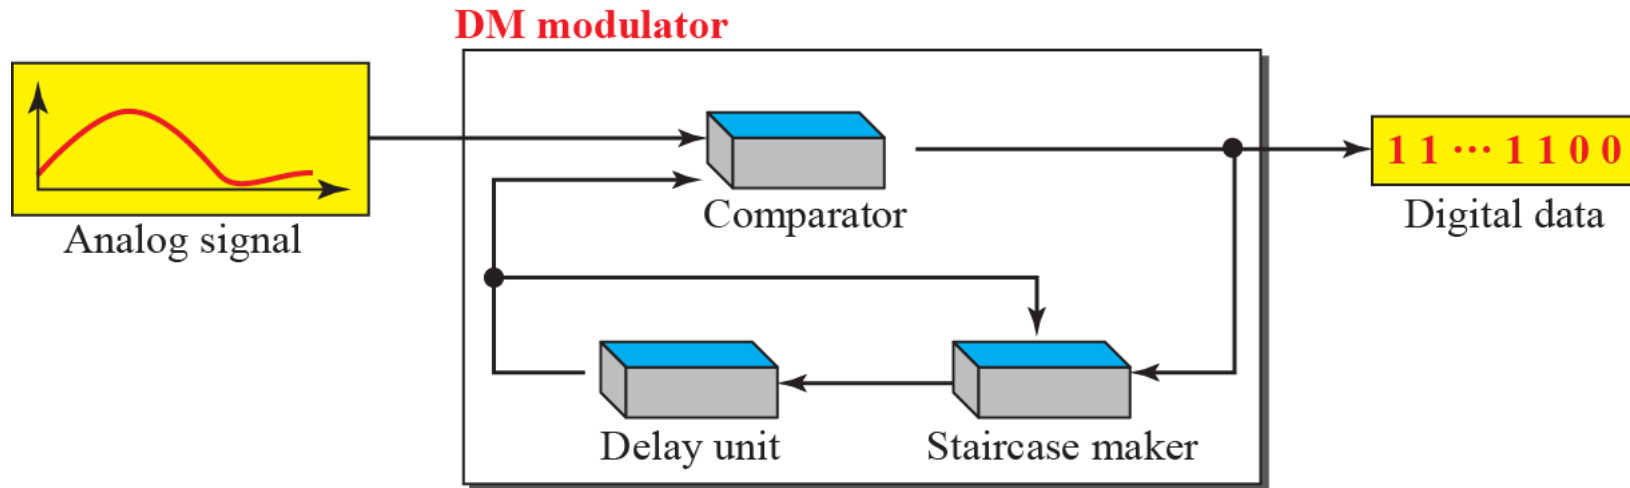 DM modulator
Analog signal
Comparator
1 1 ··· 1 1 0 0
Digital data
Delay unit
Staircase maker